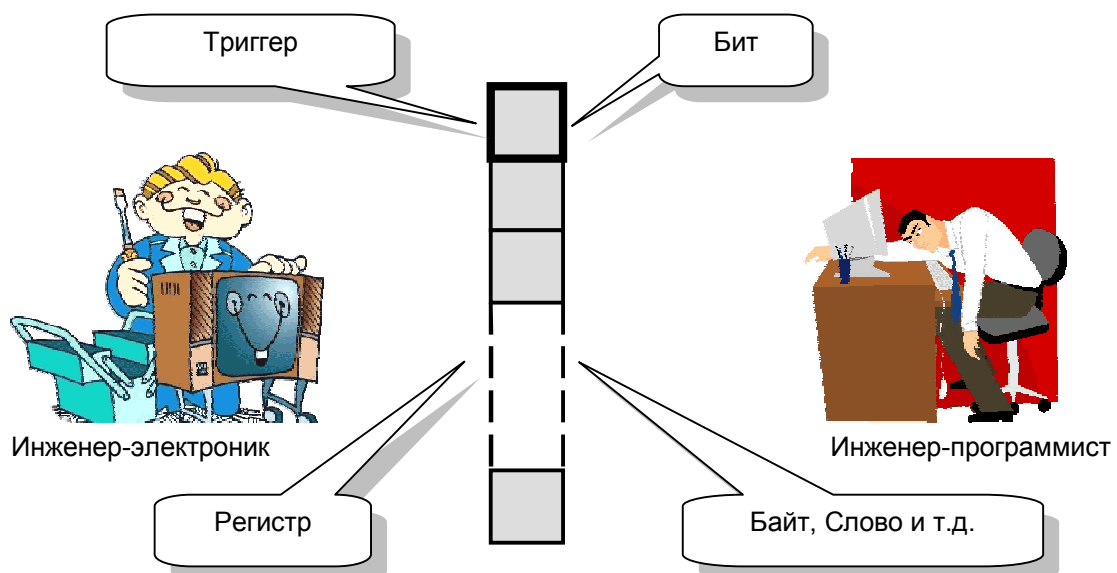 Триггер
Бит
Инженер-электроник
Инженер-программист
Регистр
Байт, Слово и т.д.